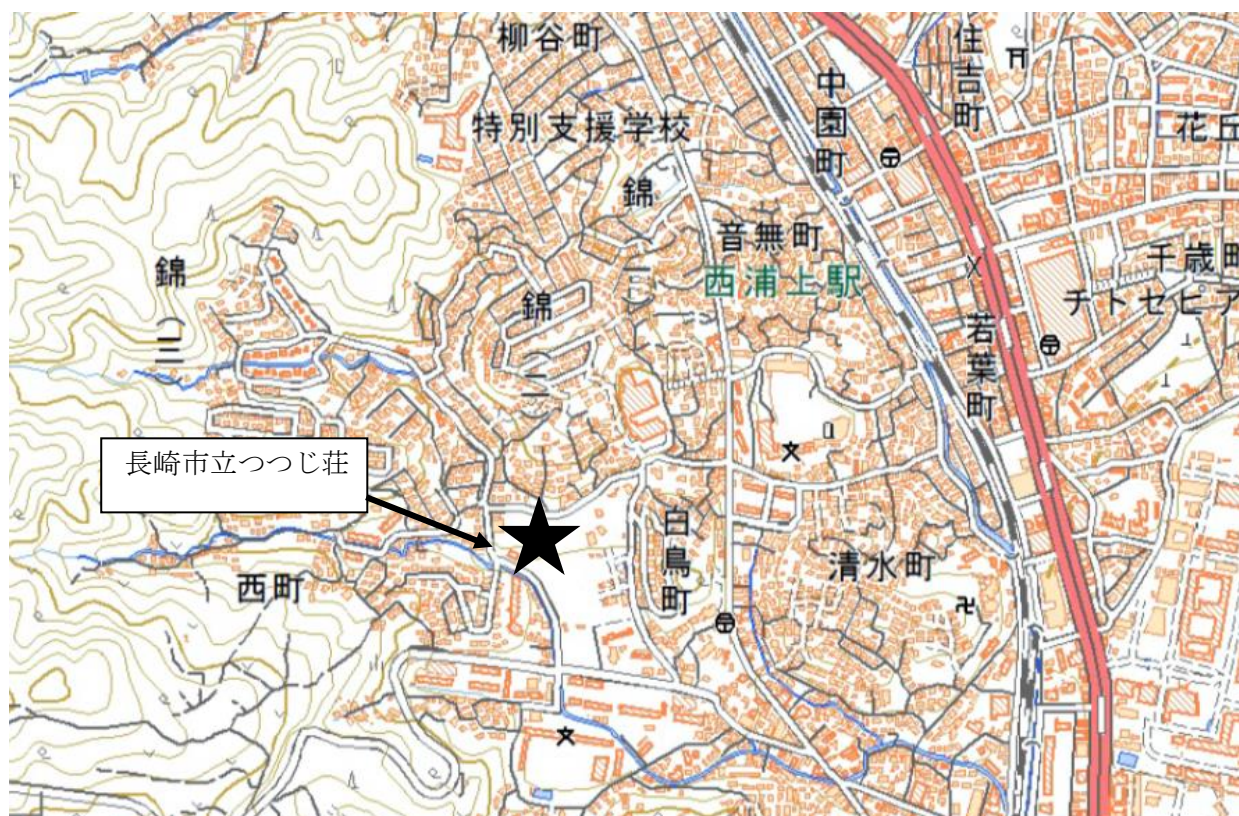 柳谷町
特別支援学校
中園町
住吉町
花丘
錦
音無町
西浦上駅
千歳町
チトセピア
錦(三)
錦(二)
若葉町
長崎市立つつじ荘
白鳥町
清水町
西町